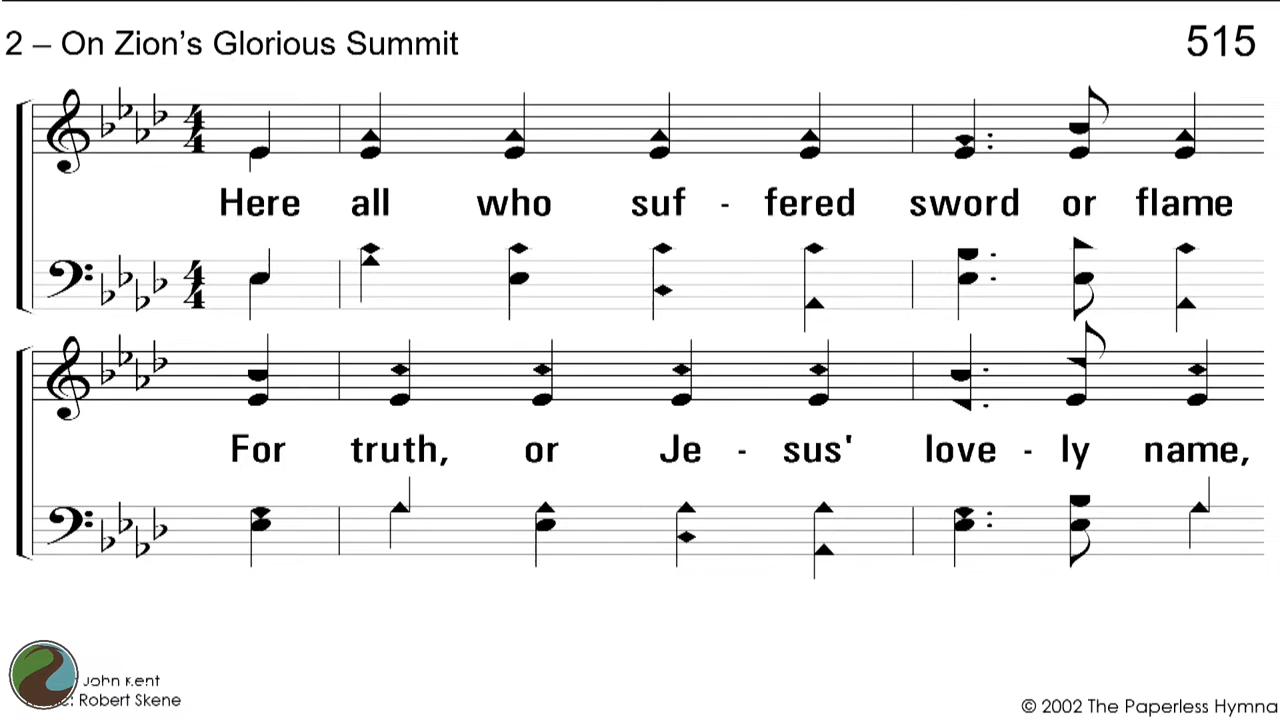 2 – On Zion's Glorious Summit 515
Here all who suf - fered sword or flame
For truth, or Je - sus' love - ly name,
John Kent
: Robert Skene
© 2002 The Paperless Hymna